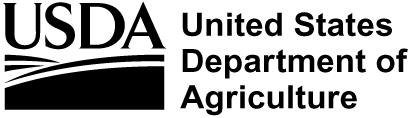 USDA
United States
Department of
Agriculture